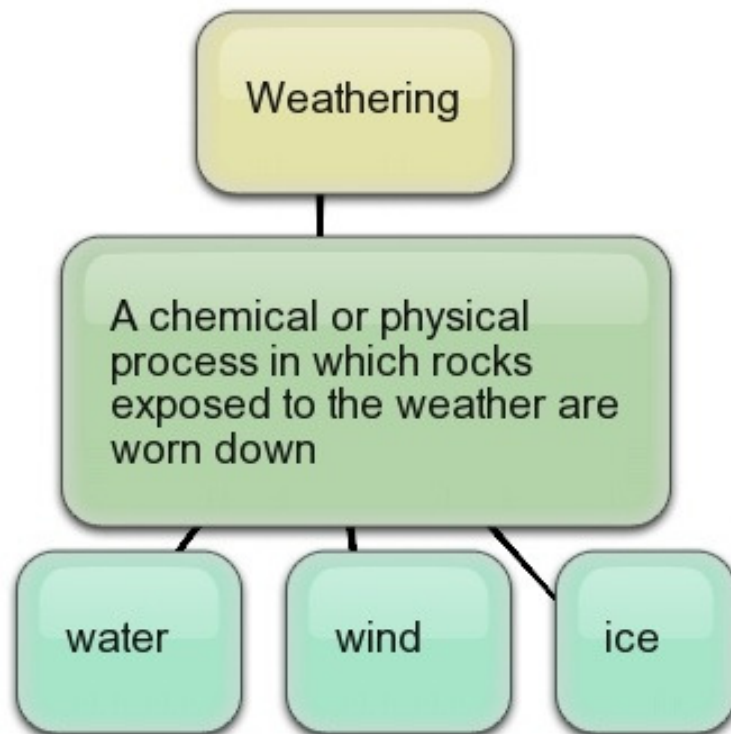 Weathering
A chemical or physical
process in which rocks
exposed to the weather are
worn down
water
wind
ice